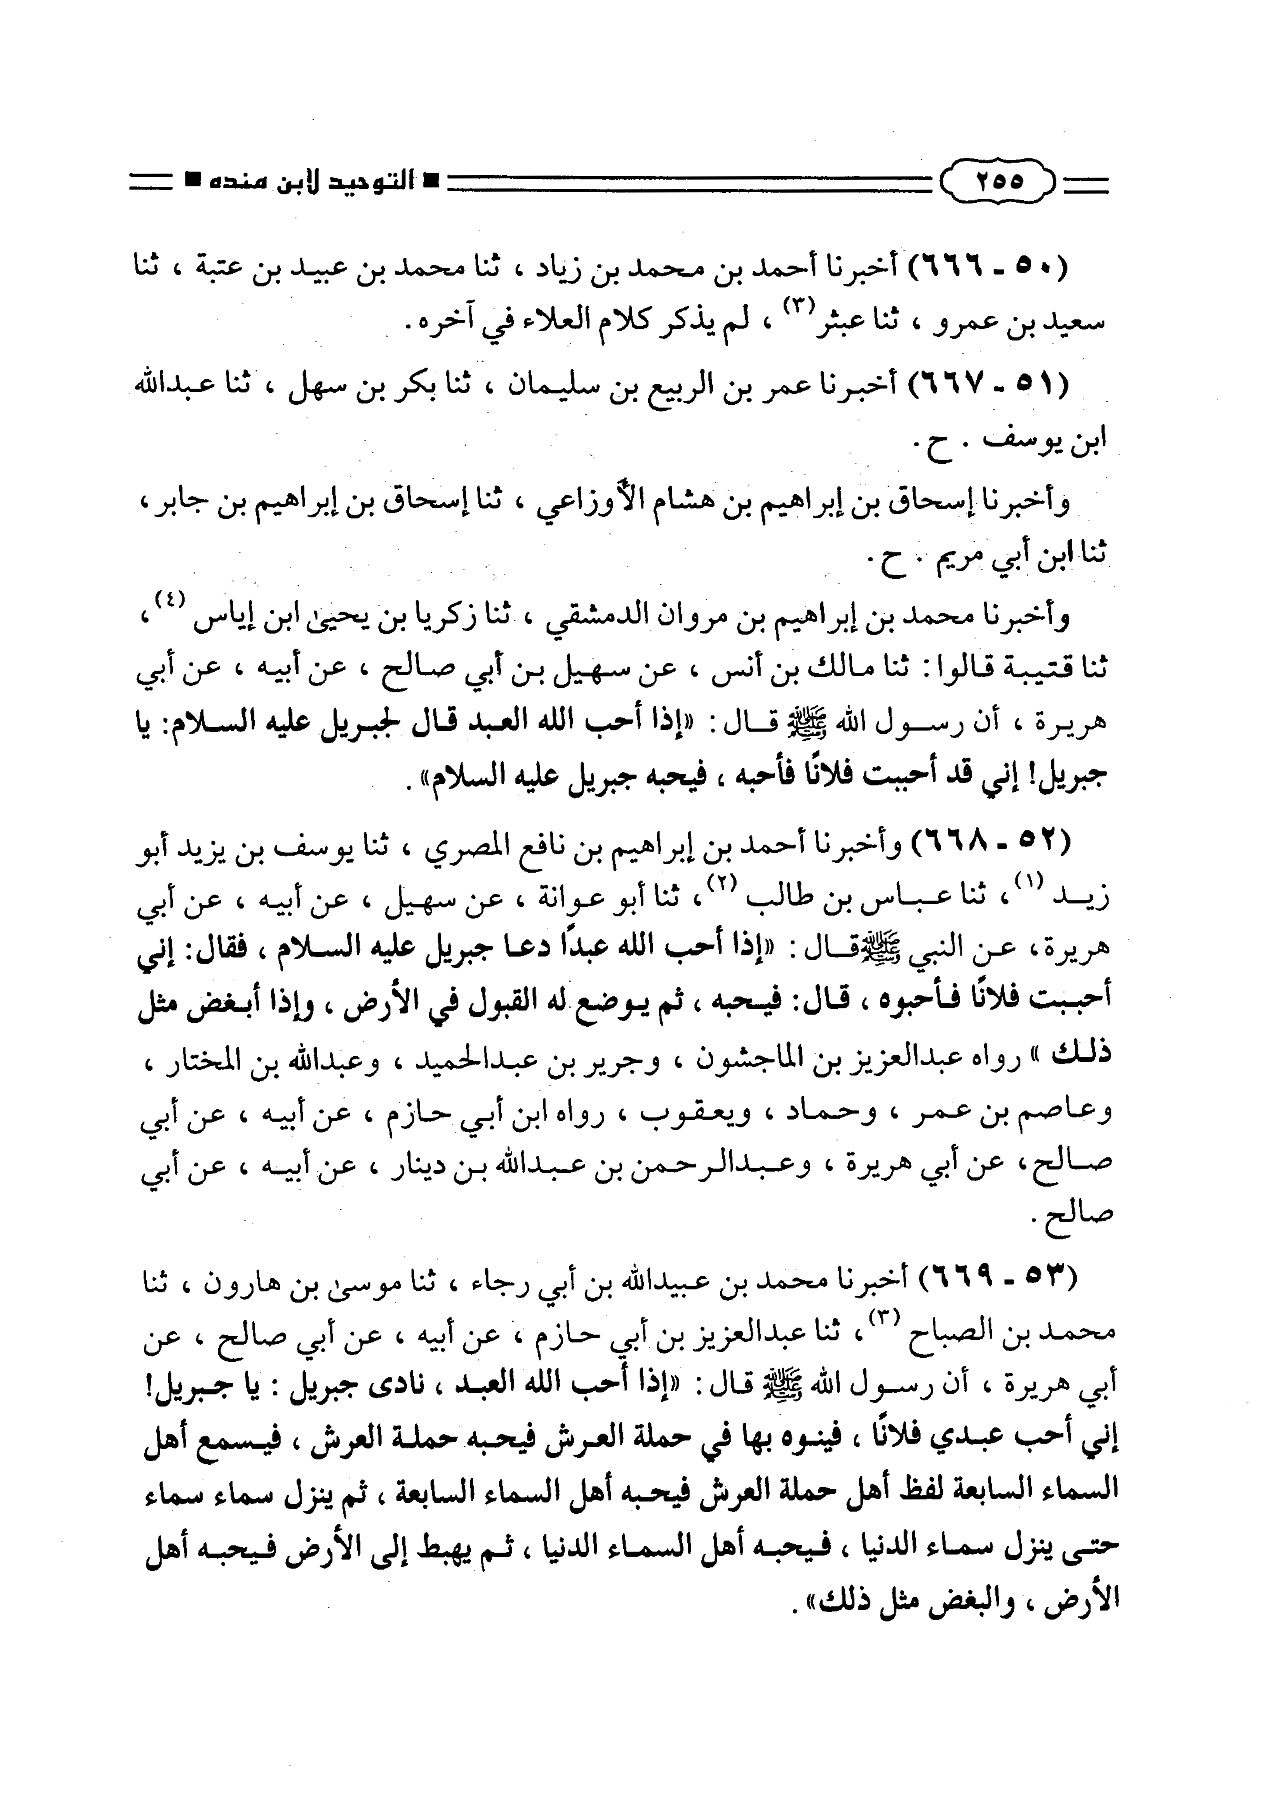 ٢٥٥ ■ التوحيد لابن منده ■
(٥٠ - ٦٦٦) أخبرنا أحمد بن محمد بن زياد ، ثنا محمد بن عبيد بن عتبة ، ثنا
سعيد بن عمرو ، ثنا عبثر(٣) ، لم يذكر كلام العلاء في آخره .
(٥١ - ٦٦٧) أخبرنا عمر بن الربيع بن سليمان ، ثنا بكر بن سهل ، ثنا عبدالله
ابن يوسف . ح .
وأخبرنا إسحاق بن إبراهيم بن هشام الأوزاعي ، ثنا إسحاق بن إبراهيم بن جابر ،
ثنا ابن أبي مريم . ح .
وأخبرنا محمد بن إبراهيم بن مروان الدمشقي ، ثنا زكريا بن يحيىٰ ابن إياس (٤) ،
ثنا قتيبة قالوا : ثنا مالك بن أنس ، عن سهيل بن أبي صالح ، عن أبيه ، عن أبي
هريرة ، أن رسول الله ﷺ قال : «إذا أحب الله العبد قال لجبريل عليه السلام: يا
جبريل! إني قد أحببت فلانًا فأحبه ، فيحبه جبريل عليه السلام» .
(٥٢ - ٦٦٨) وأخبرنا أحمد بن إبراهيم بن نافع المصري ، ثنا يوسف بن يزيد أبو
زيد (١) ، ثنا عباس بن طالب (٢) ، ثنا أبو عوانة ، عن سهيل ، عن أبيه ، عن أبي
هريرة ، عن النبي ﷺ قال : «إذا أحب الله عبدًا دعا جبريل عليه السلام ، فقال: إني
أحببت فلانًا فأحبوه ، قال: فيحبه ، ثم يوضع له القبول في الأرض ، وإذا أبغض مثل
ذلك » رواه عبدالعزيز بن الماجشون ، وجرير بن عبدالحميد ، وعبدالله بن المختار ،
وعاصم بن عمر ، وحماد ، ويعقوب ، رواه ابن أبي حازم ، عن أبيه ، عن أبي
صالح ، عن أبي هريرة ، وعبدالرحمن بن عبدالله بن دينار ، عن أبيه ، عن أبي
صالح .
(٥٣ - ٦٦٩) أخبرنا محمد بن عبيدالله بن أبي رجاء ، ثنا موسىٰ بن هارون ، ثنا
محمد بن الصباح (٣) ، ثنا عبدالعزيز بن أبي حازم ، عن أبيه ، عن أبي صالح ، عن
أبي هريرة ، أن رسول الله ﷺ قال : «إذا أحب الله العبد ، نادى جبريل : يا جبريل!
إني أحب عبدي فلانًا ، فينوه بها في حملة العرش فيحبه حملة العرش ، فيسمع أهل
السماء السابعة لفظ أهل حملة العرش فيحبه أهل السماء السابعة ، ثم ينزل سماء سماء
حتى ينزل سماء الدنيا ، فيحبه أهل السماء الدنيا ، ثم يهبط إلى الأرض فيحبه أهل
الأرض ، والبغض مثل ذلك» .